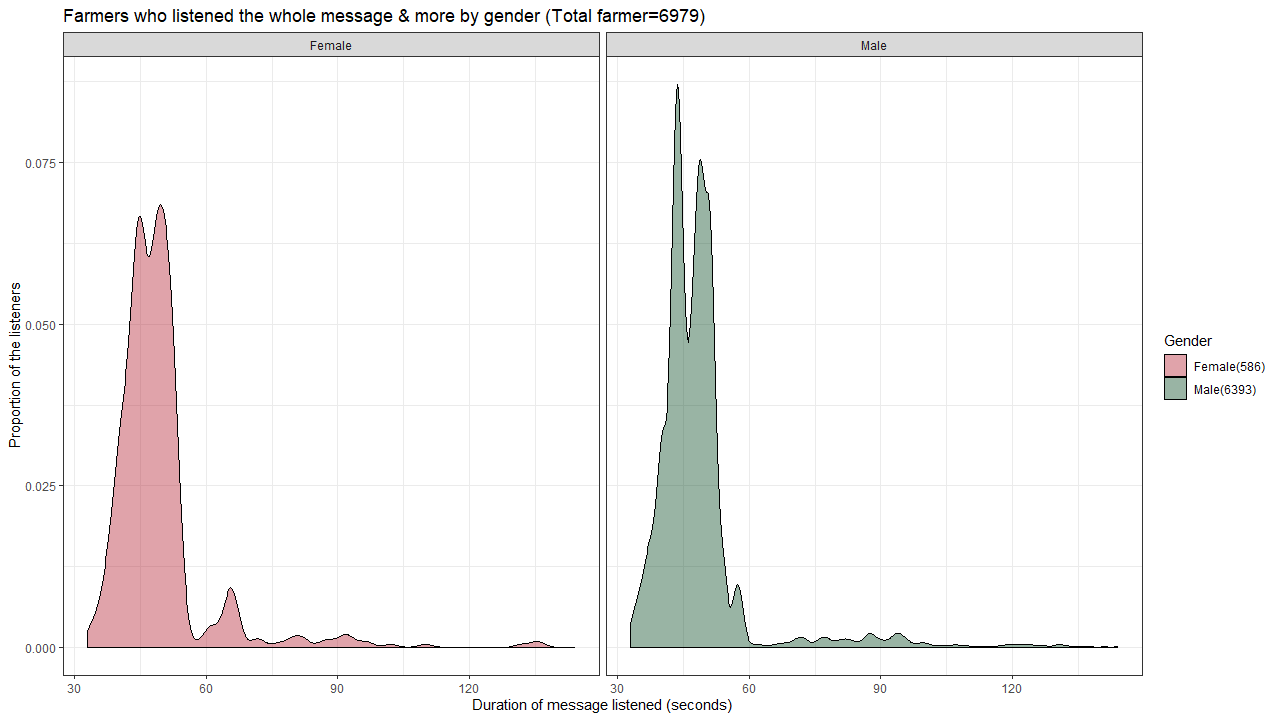 Farmers who listened the whole message & more by gender (Total farmer=6979)
Female
Male
0.075
0.050
0.025
0.000
Proportion of the listeners
30
60
90
120
30
60
90
120
Duration of message listened (seconds)
Gender
Female(586)
Male(6393)